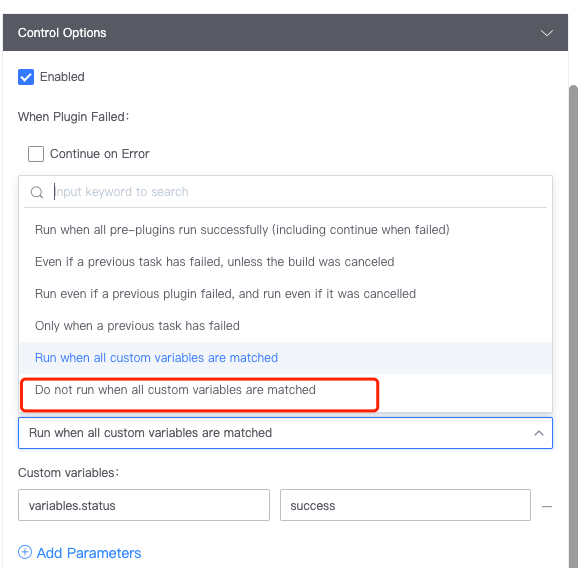 Control Options
Enabled
When Plugin Failed:
Continue on Error
Input keyword to search
Run when all pre-plugins run successfully (including continue when failed)
Even if a previous task has failed, unless the build was canceled
Run even if a previous plugin failed, and run even if it was cancelled
Only when a previous task has failed
Run when all custom variables are matched
Do not run when all custom variables are matched
Run when all custom variables are matched
Custom variables:
variables.status success
Add Parameters